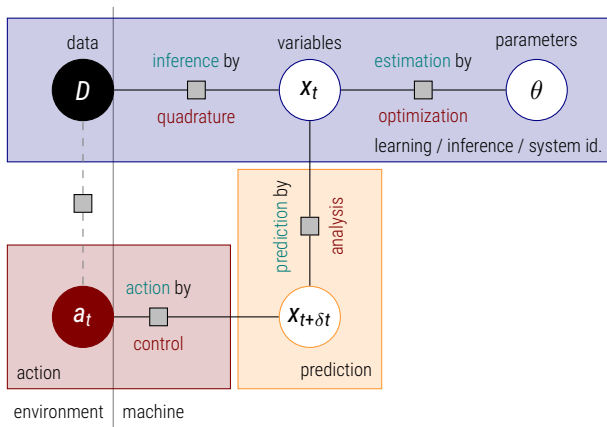 data
variables
parameters
inference by
estimation by
D
x_t
θ
quadrature
optimization
learning / inference / system id.
prediction by
analysis
action by
a_t
x_{t+δt}
control
action
prediction
environment
machine